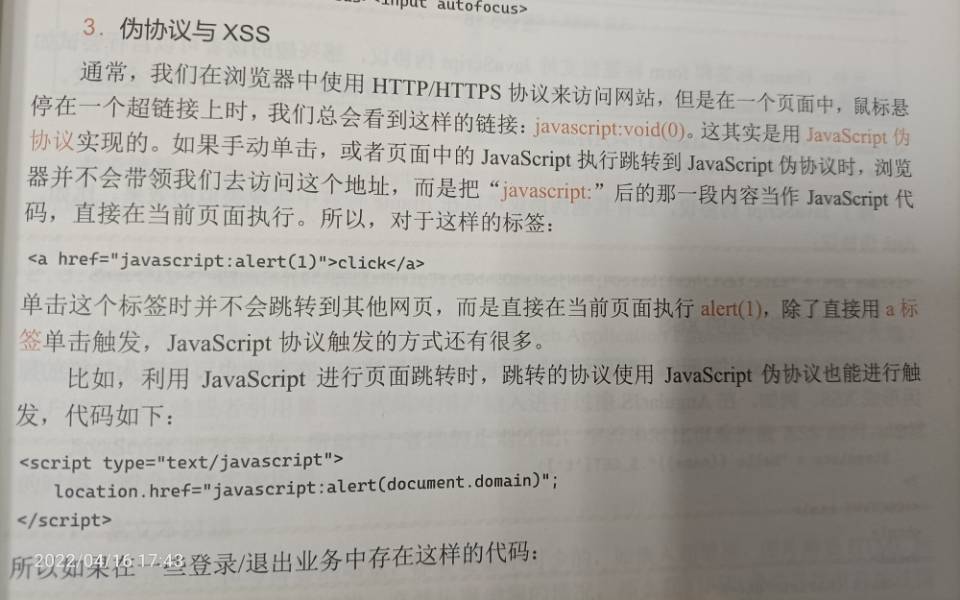 <input autofocus>
3. 伪协议与 XSS
通常，我们在浏览器中使用 HTTP/HTTPS 协议来访问网站，但是在一个页面中，鼠标悬
停在一个超链接上时，我们总会看到这样的链接：javascript:void(0)。这其实是用 JavaScript 伪
协议实现的。如果手动单击，或者页面中的 JavaScript 执行跳转到 JavaScript 伪协议时，浏览
器并不会带领我们去访问这个地址，而是把“javascript:”后的那一段内容当作 JavaScript 代
码，直接在当前页面执行。所以，对于这样的标签：
<a href="javascript:alert(1)">click</a>
单击这个标签时并不会跳转到其他网页，而是直接在当前页面执行 alert(1)，除了直接用 a 标
签单击触发，JavaScript 协议触发的方式还有很多。
比如，利用 JavaScript 进行页面跳转时，跳转的协议使用 JavaScript 伪协议也能进行触
发，代码如下：
<script type="text/javascript">
location.href="javascript:alert(document.domain)";
</script>
所以如果在一些登录/退出业务中存在这样的代码：
2022/04/16 17:43